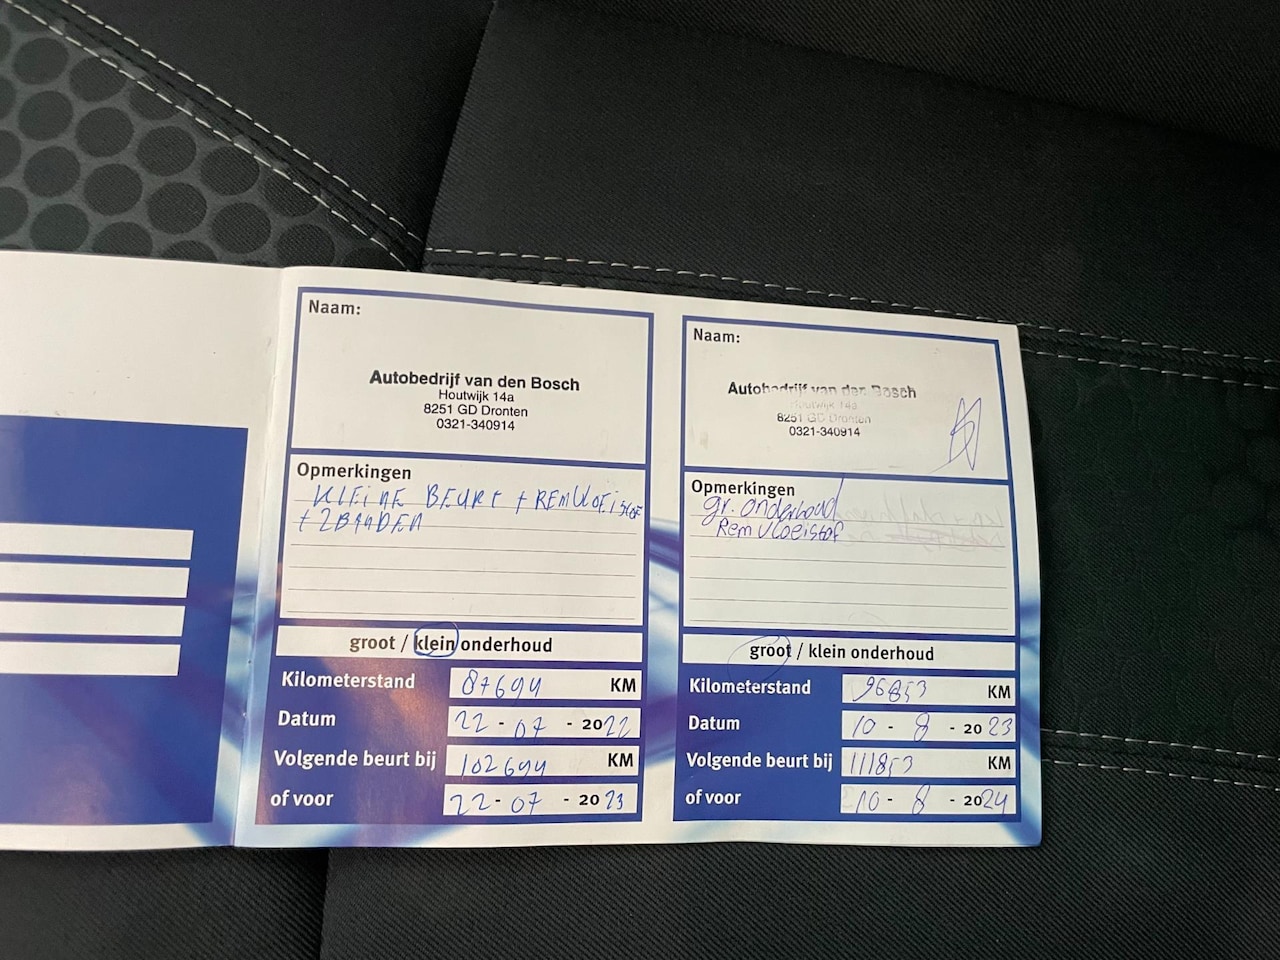 Naam:
Autobedrijf van den Bosch
Houtwijk 14a
8251 GD Dronten
0321-340914
Opmerkingen
KLEINE BEURT + REMVLOEISTOF
+ 2 BANDEN
groot / klein onderhoud
Kilometerstand 87694 KM
Datum 22 - 07 - 2022
Volgende beurt bij 102694 KM
of voor 22 - 07 - 2023
Naam:
Autobedrijf van den Bosch
Houtwijk 14a
8251 GD Dronten
0321-340914
Opmerkingen
gr. onderhoud
Remvloeistof
groot / klein onderhoud
Kilometerstand 96853 KM
Datum 10 - 8 - 2023
Volgende beurt bij 111853 KM
of voor 10 - 8 - 2024